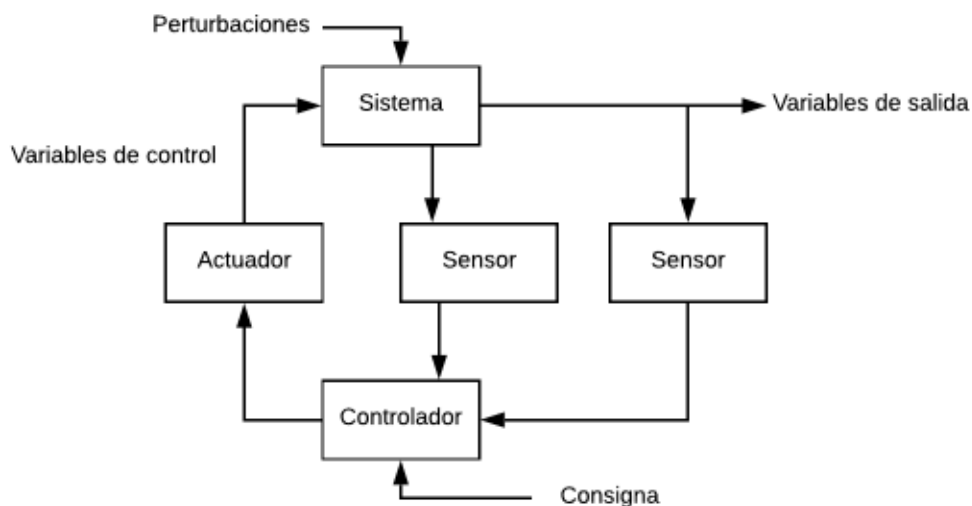 Perturbaciones
Sistema
Variables de salida
Variables de control
Actuador
Sensor
Sensor
Controlador
Consigna